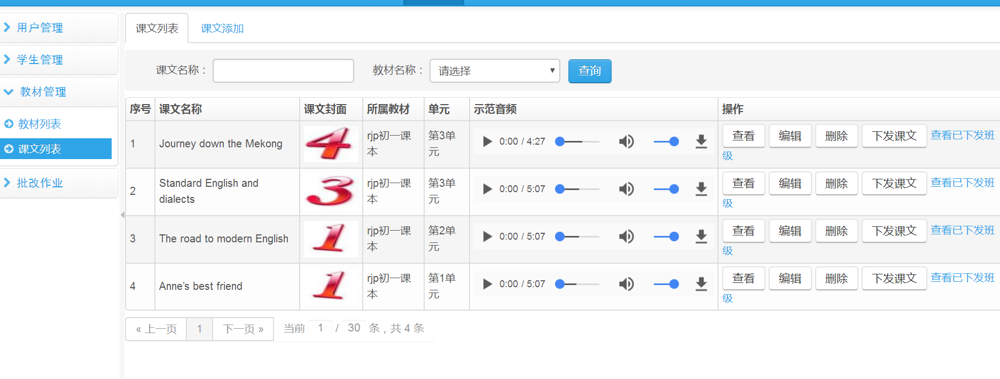 用户管理
学生管理
教材管理
教材列表
课文列表
批改作业
课文列表 课文添加
课文名称： 教材名称： 请选择 查询
序号 课文名称 课文封面 所属教材 单元 示范音频 操作
1 Journey down the Mekong 4 rjp初一课本 第3单元 0:00 / 4:27 查看 编辑 删除 下发课文 查看已下发班级
2 Standard English and dialects 3 rjp初一课本 第3单元 0:00 / 5:07 查看 编辑 删除 下发课文 查看已下发班级
3 The road to modern English 1 rjp初一课本 第2单元 0:00 / 5:07 查看 编辑 删除 下发课文 查看已下发班级
4 Anne’s best friend 1 rjp初一课本 第1单元 0:00 / 5:07 查看 编辑 删除 下发课文 查看已下发班级
« 上一页 1 下一页 » 当前 1 / 30 条，共 4 条